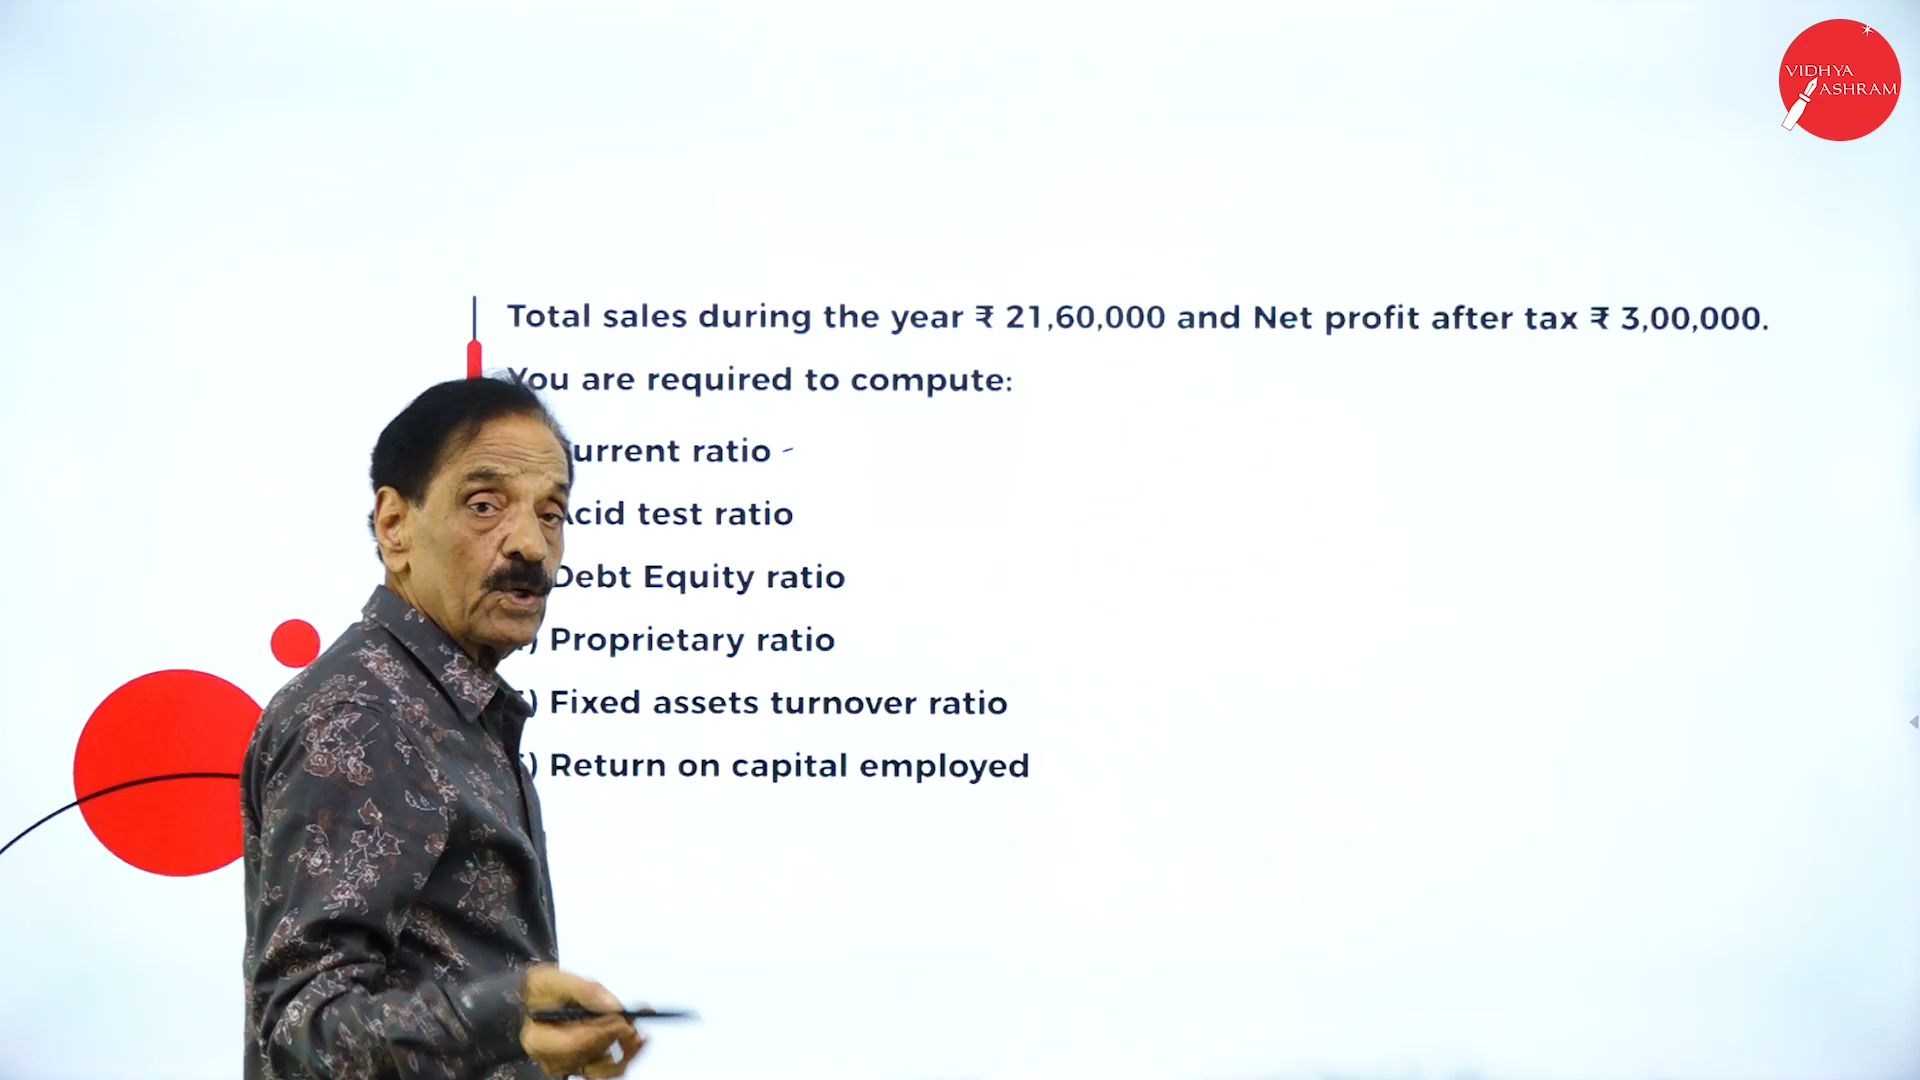 VIDHYA
ASHRAM
Total sales during the year ₹ 21,60,000 and Net profit after tax ₹ 3,00,000.
You are required to compute:
urrent ratio -
Acid test ratio
Debt Equity ratio
) Proprietary ratio
) Fixed assets turnover ratio
) Return on capital employed